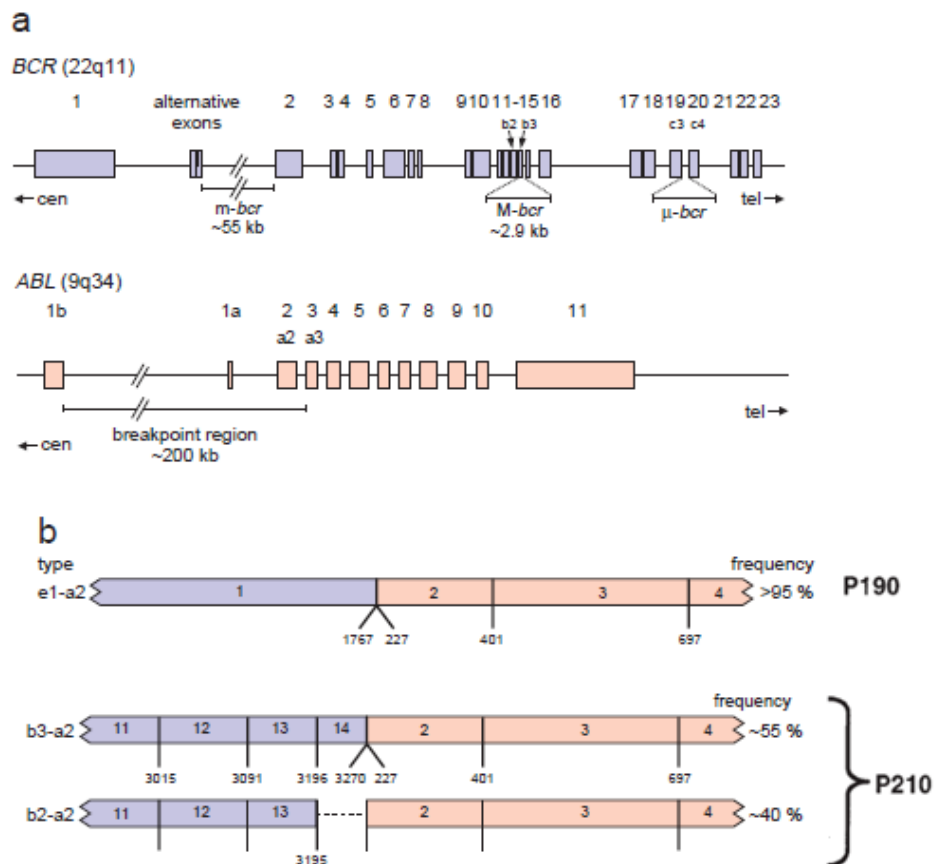 a
BCR (22q11)
1 alternative exons 2 3 4 5 6 7 8 9 10 11-15 16 17 18 19 20 21 22 23
b2 b3 c3 c4
← cen m-bcr M-bcr μ-bcr tel →
~55 kb ~2.9 kb
ABL (9q34)
1b 1a 2 3 4 5 6 7 8 9 10 11
a2 a3
← cen breakpoint region tel →
~200 kb
b
type frequency
e1-a2 1 2 3 4 >95 % P190
1767 227 401 697
frequency
b3-a2 11 12 13 14 2 3 4 ~55 %
3015 3091 3196 3270 227 401 697
P210
b2-a2 11 12 13 2 3 4 ~40 %
3195